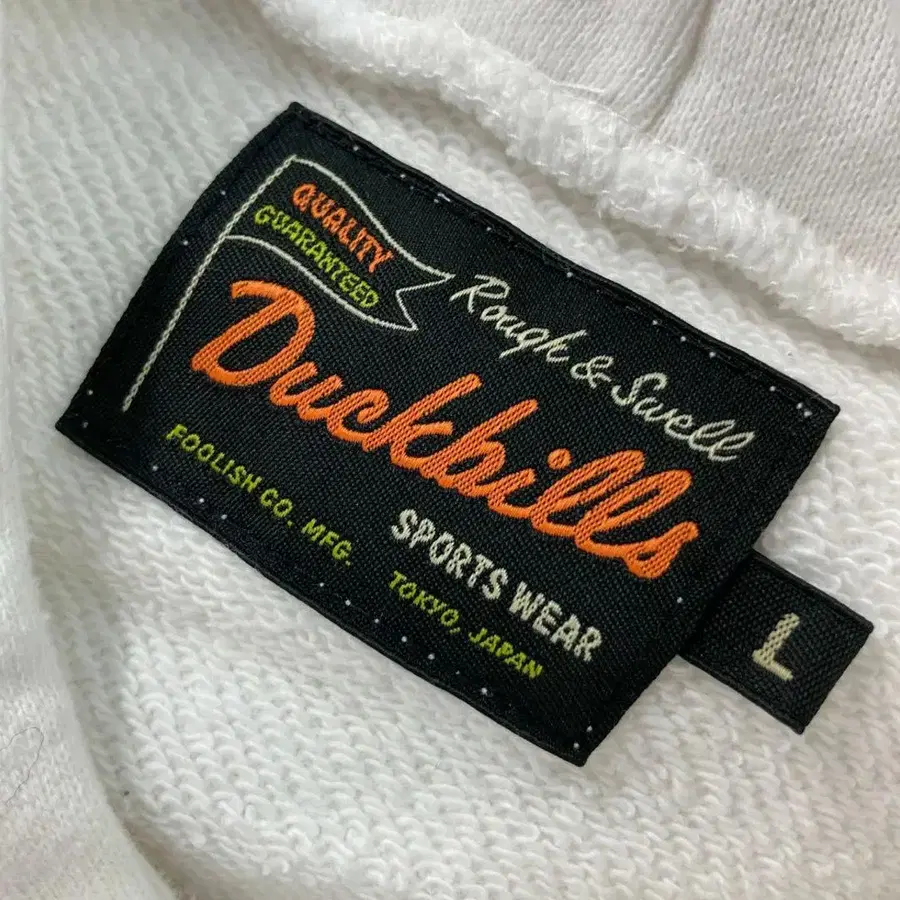 QUALITY
GUARANTEED
Rough & Swell
Duckbills
SPORTS WEAR
FOOLISH CO. MFG. TOKYO, JAPAN
L